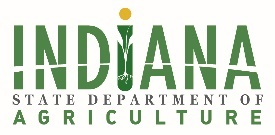 INDIANA
STATE DEPARTMENT OF
AGRICULTURE